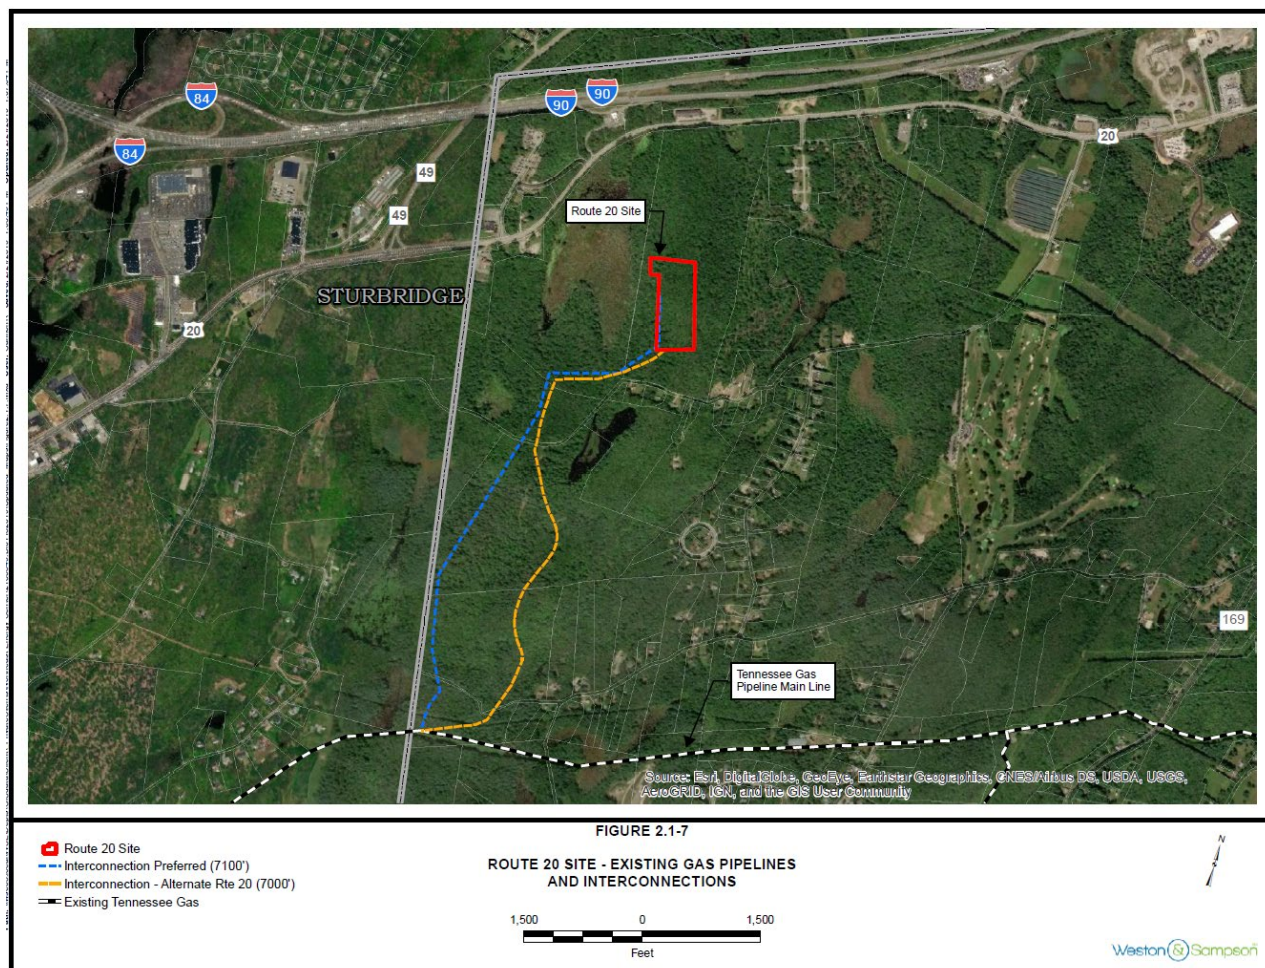 84
90
90
84
20
49
49
Route 20 Site
STURBRIDGE
20
169
Tennessee Gas
Pipeline Main Line
Source: Esri, DigitalGlobe, GeoEye, Earthstar Geographics, CNES/Airbus DS, USDA, USGS,
AeroGRID, IGN, and the GIS User Community
FIGURE 2.1-7
ROUTE 20 SITE - EXISTING GAS PIPELINES
AND INTERCONNECTIONS
Route 20 Site
Interconnection Preferred (7100')
Interconnection - Alternate Rte 20 (7000')
Existing Tennessee Gas
1,500 0 1,500
Feet
N
Weston & Sampson